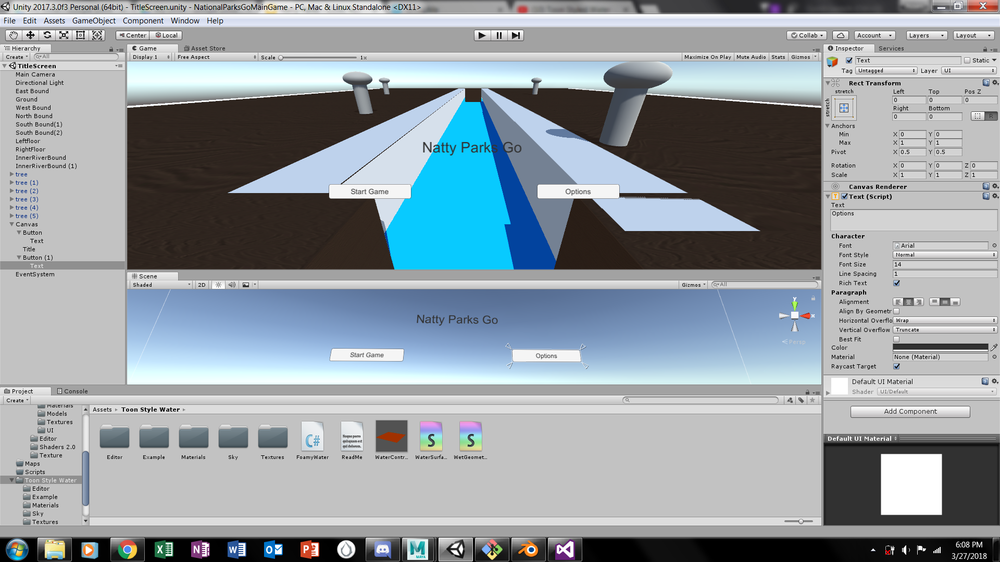 Unity 2017.3.0f3 Personal (64bit) - TitleScreen.unity - NationalParksGoMainGame - PC, Mac & Linux Standalone <DX11>
File Edit Assets GameObject Component Window Help
Center Local Collab Account Layers Layout
Hierarchy Game Asset Store Inspector Services
Create All Display 1 Free Aspect Scale 1x Maximize On Play Mute Audio Stats Gizmos Text Static
TitleScreen
Main Camera
Directional Light
East Bound
Ground
West Bound
North Bound
South Bound(1)
South Bound(2)
Leftfloor
RightFloor
InnerRiverBound
InnerRiverBound (1)
tree
tree (1)
tree (2)
tree (3)
tree (4)
tree (5)
Canvas
Button
Text
Title
Button (1)
Text
EventSystem
Natty Parks Go
Start Game Options
Scene
Shaded 2D Gizmos All
Natty Parks Go
Start Game Options
y
x
Persp
Tag Untagged Layer UI
Rect Transform
stretch Left Top Pos Z
stretch 0 0 0
Right Bottom
0 0 R
Anchors
Min X 0 Y 0
Max X 1 Y 1
Pivot X 0.5 Y 0.5
Rotation X 0 Y 0 Z 0
Scale X 1 Y 1 Z 1
Canvas Renderer
Text (Script)
Text
Options
Character
Font Arial
Font Style Normal
Font Size 14
Line Spacing 1
Rich Text
Paragraph
Alignment
Align By Geometr
Horizontal Overflo Wrap
Vertical Overflow Truncate
Best Fit
Color
Material None (Material)
Raycast Target
Default UI Material
Shader UI/Default
Add Component
Default UI Material
Project Console
Create
Materials
Models
Textures
UI
Editor
Shaders 2.0
Texture
Maps
Scripts
Toon Style Water
Editor
Example
Materials
Sky
Textures
Assets Toon Style Water
C# Neque porro quisquam est qui dolorem. S S
Editor Example Materials Sky Textures FoamyWater ReadMe WaterContr... WaterSurfa... WetGeomet...
MAYA
6:08 PM
3/27/2018